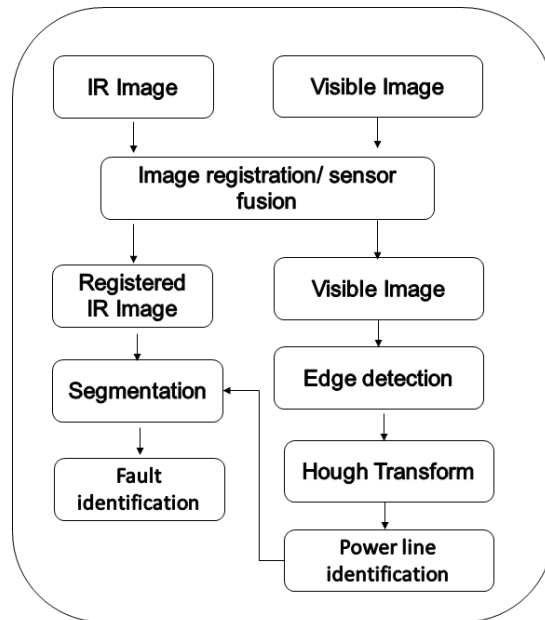 IR Image
Visible Image
Image registration/ sensor
fusion
Registered
IR Image
Visible Image
Segmentation
Edge detection
Fault
identification
Hough Transform
Power line
identification